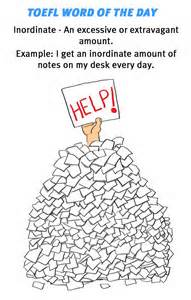 TOEFL WORD OF THE DAY
Inordinate - An excessive or extravagant
amount.
Example: I get an inordinate amount of
notes on my desk every day.
HELP!